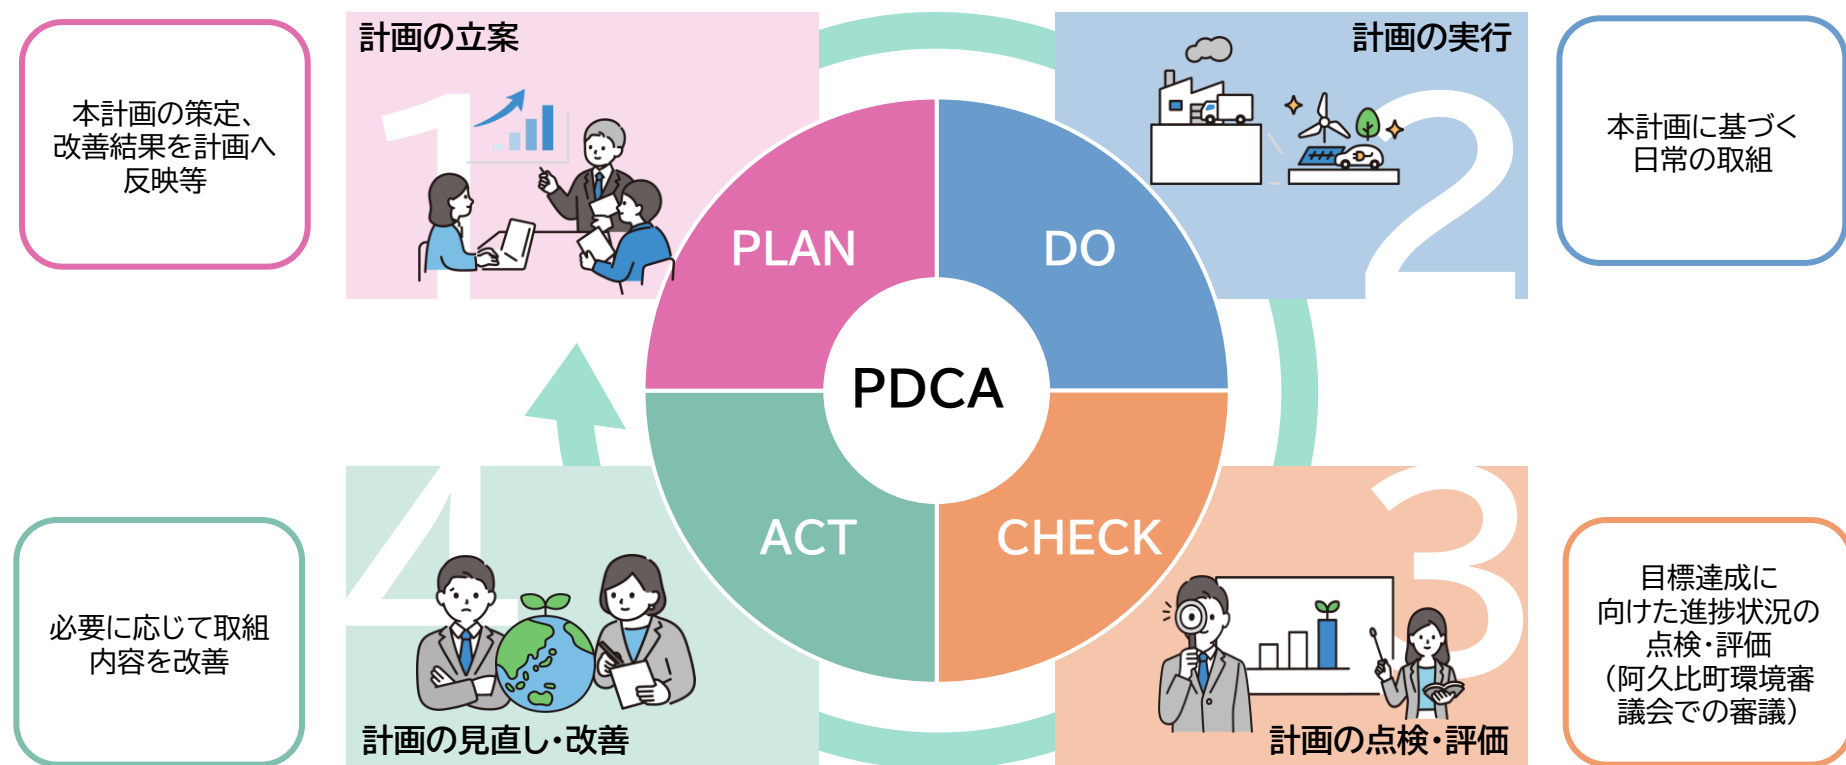 計画の立案
1
本計画の策定、
改善結果を計画へ
反映等
PLAN
計画の実行
2
本計画に基づく
日常の取組
DO
PDCA
ACT
4
必要に応じて取組
内容を改善
計画の見直し・改善
CHECK
3
目標達成に
向けた進捗状況の
点検・評価
（阿久比町環境審
議会での審議）
計画の点検・評価